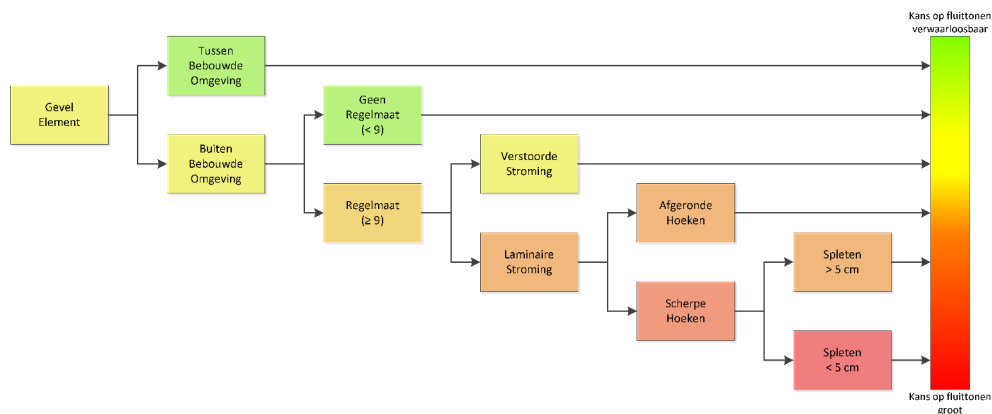 Kans op fluittonen
verwaarloosbaar
Tussen
Bebouwde
Omgeving
Gevel
Element
Geen
Regelmaat
(< 9)
Buiten
Bebouwde
Omgeving
Verstoorde
Stroming
Regelmaat
(≥ 9)
Afgeronde
Hoeken
Laminaire
Stroming
Spleten
> 5 cm
Scherpe
Hoeken
Spleten
< 5 cm
Kans op fluittonen
groot